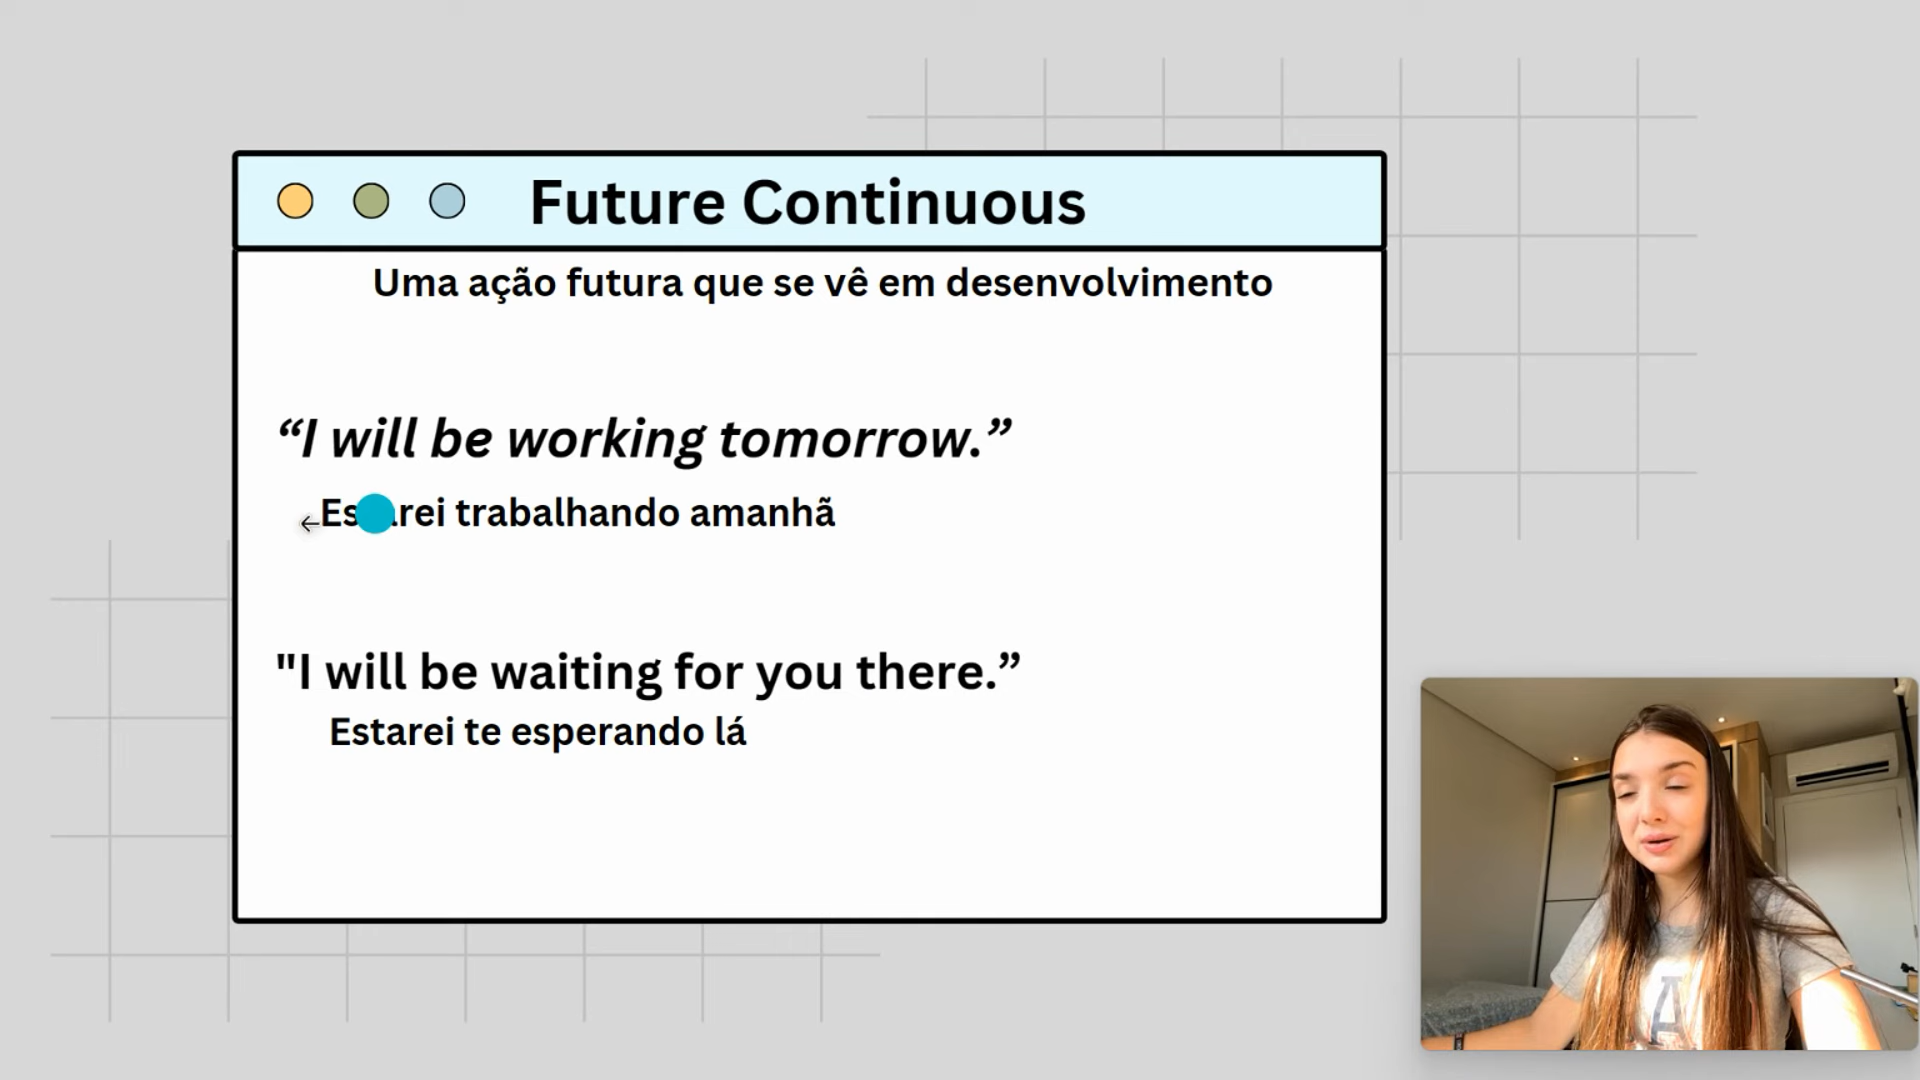 Future Continuous
Uma ação futura que se vê em desenvolvimento
“I will be working tomorrow.”
Estarei trabalhando amanhã
"I will be waiting for you there.”
Estarei te esperando lá
A